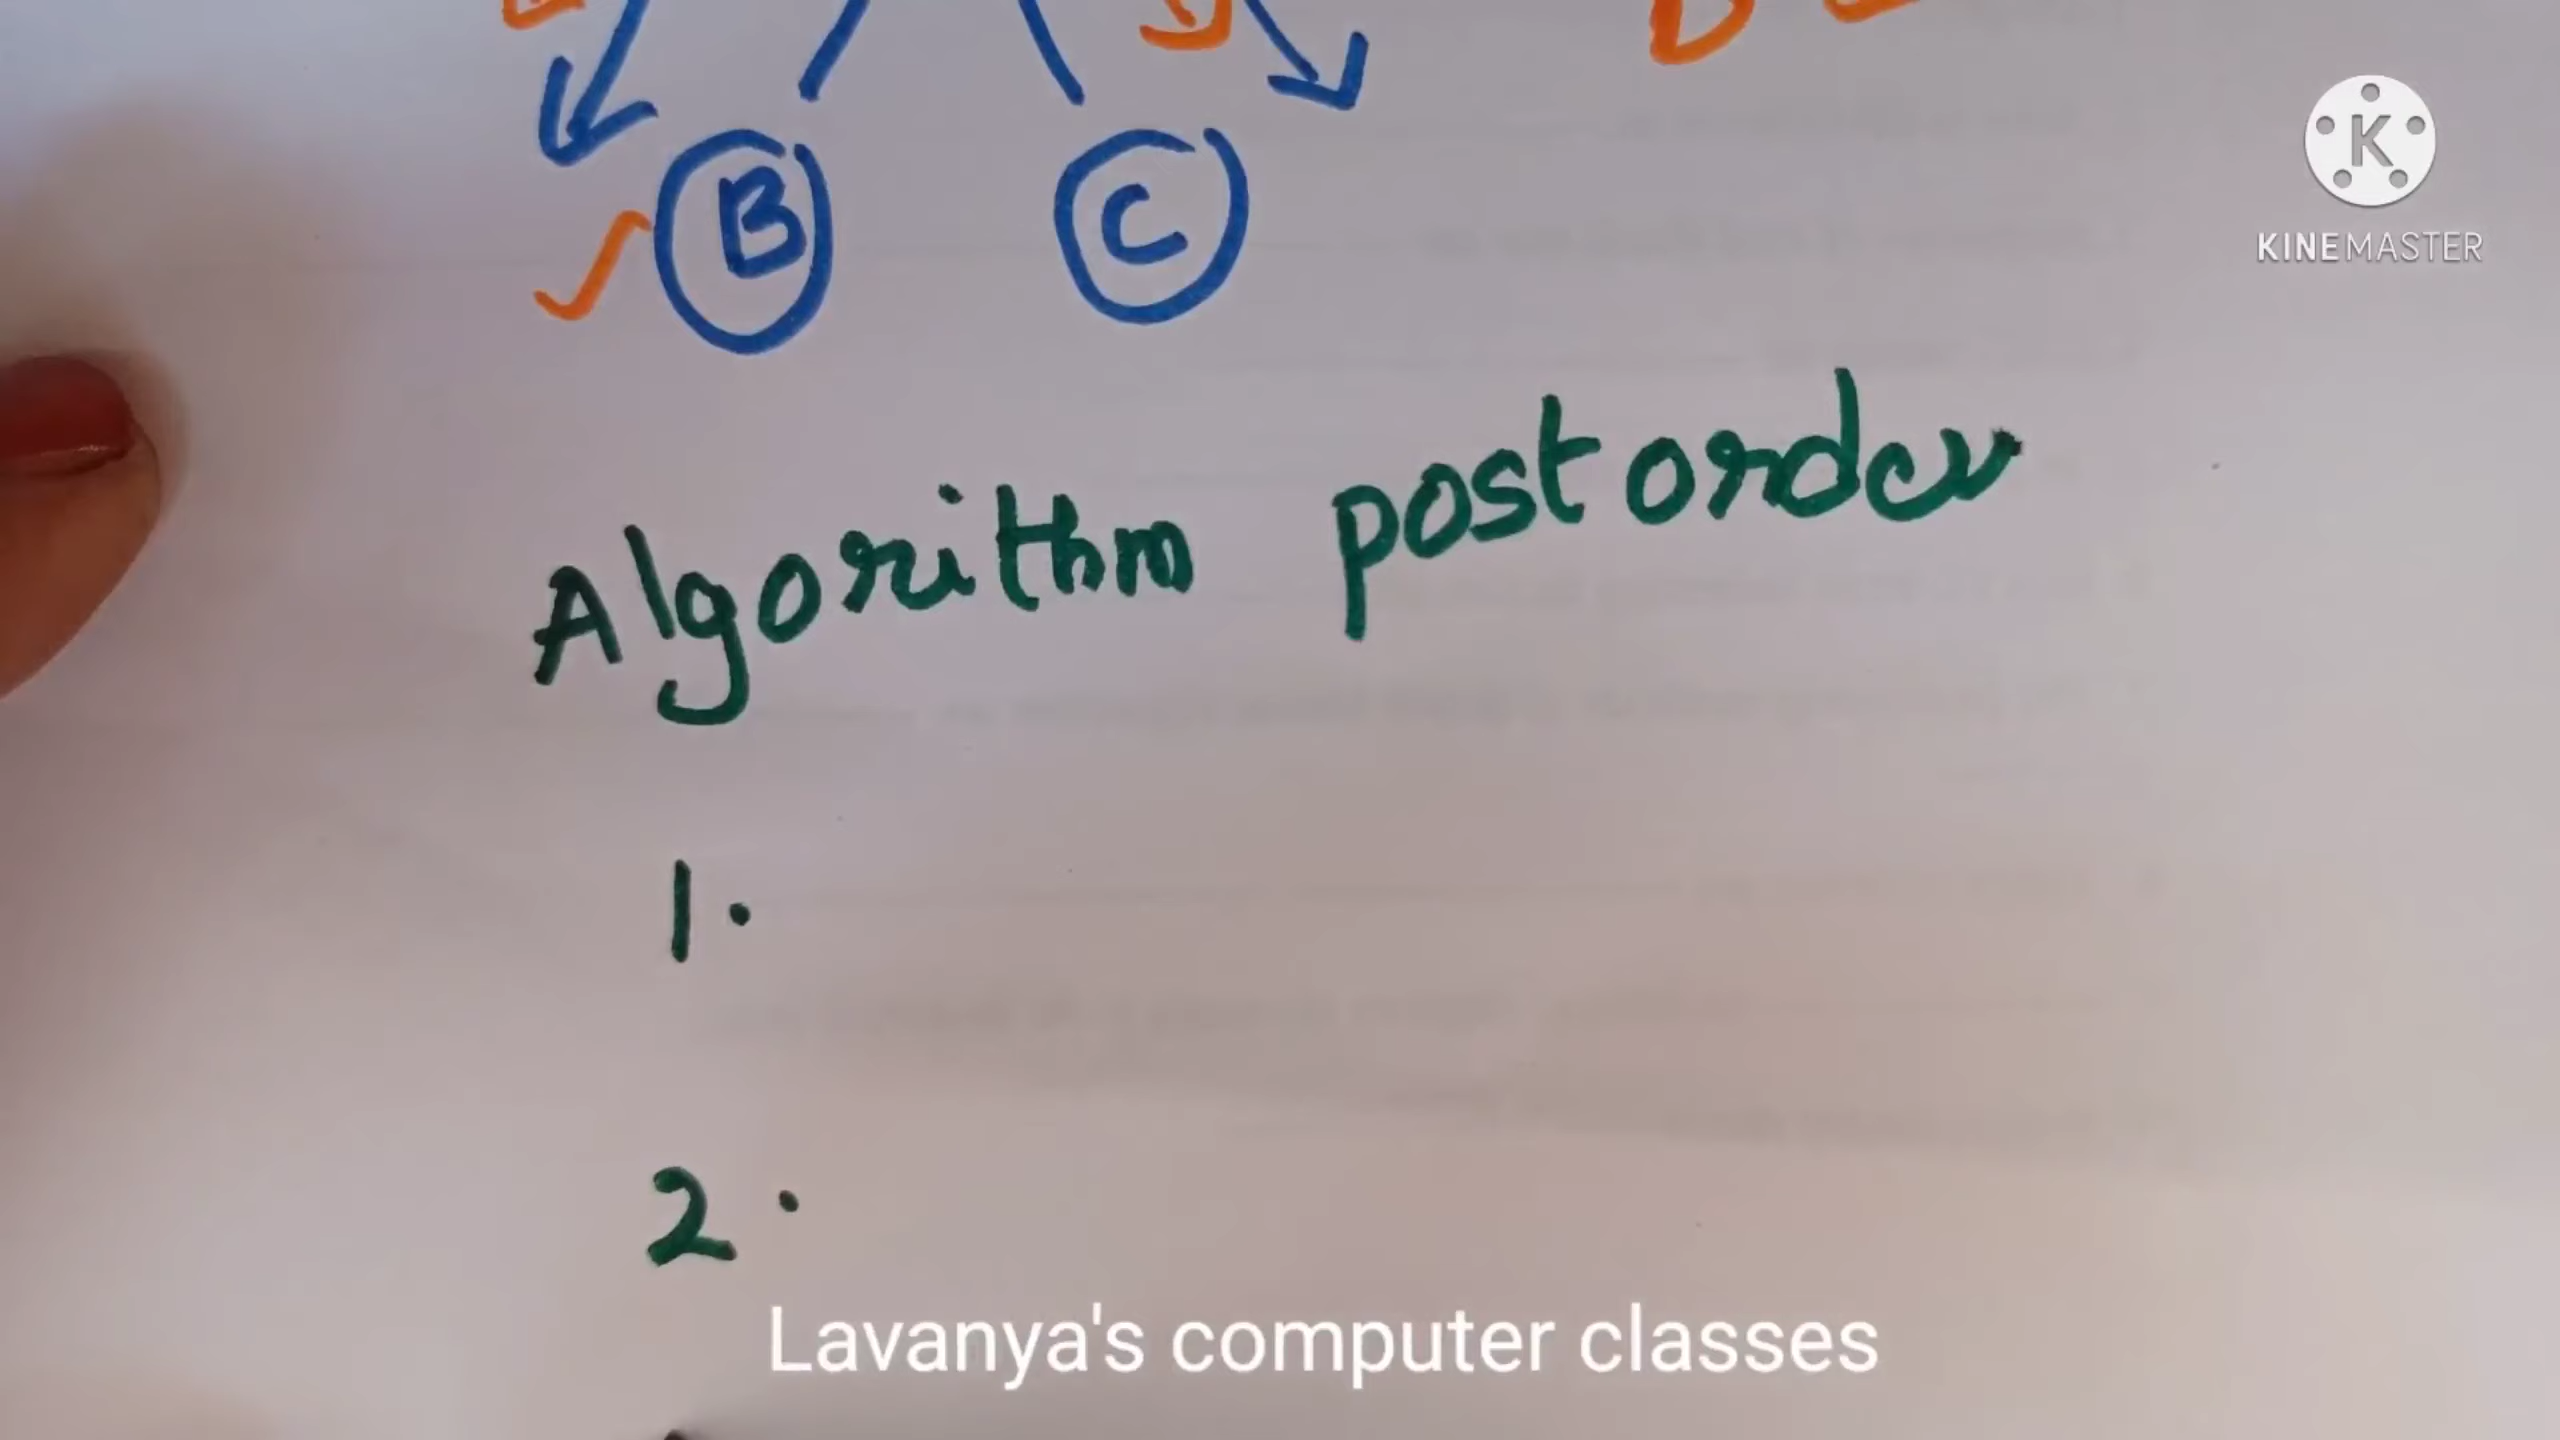 B
C
K
KINEMASTER
Algorithm postorder
1.
2.
Lavanya's computer classes